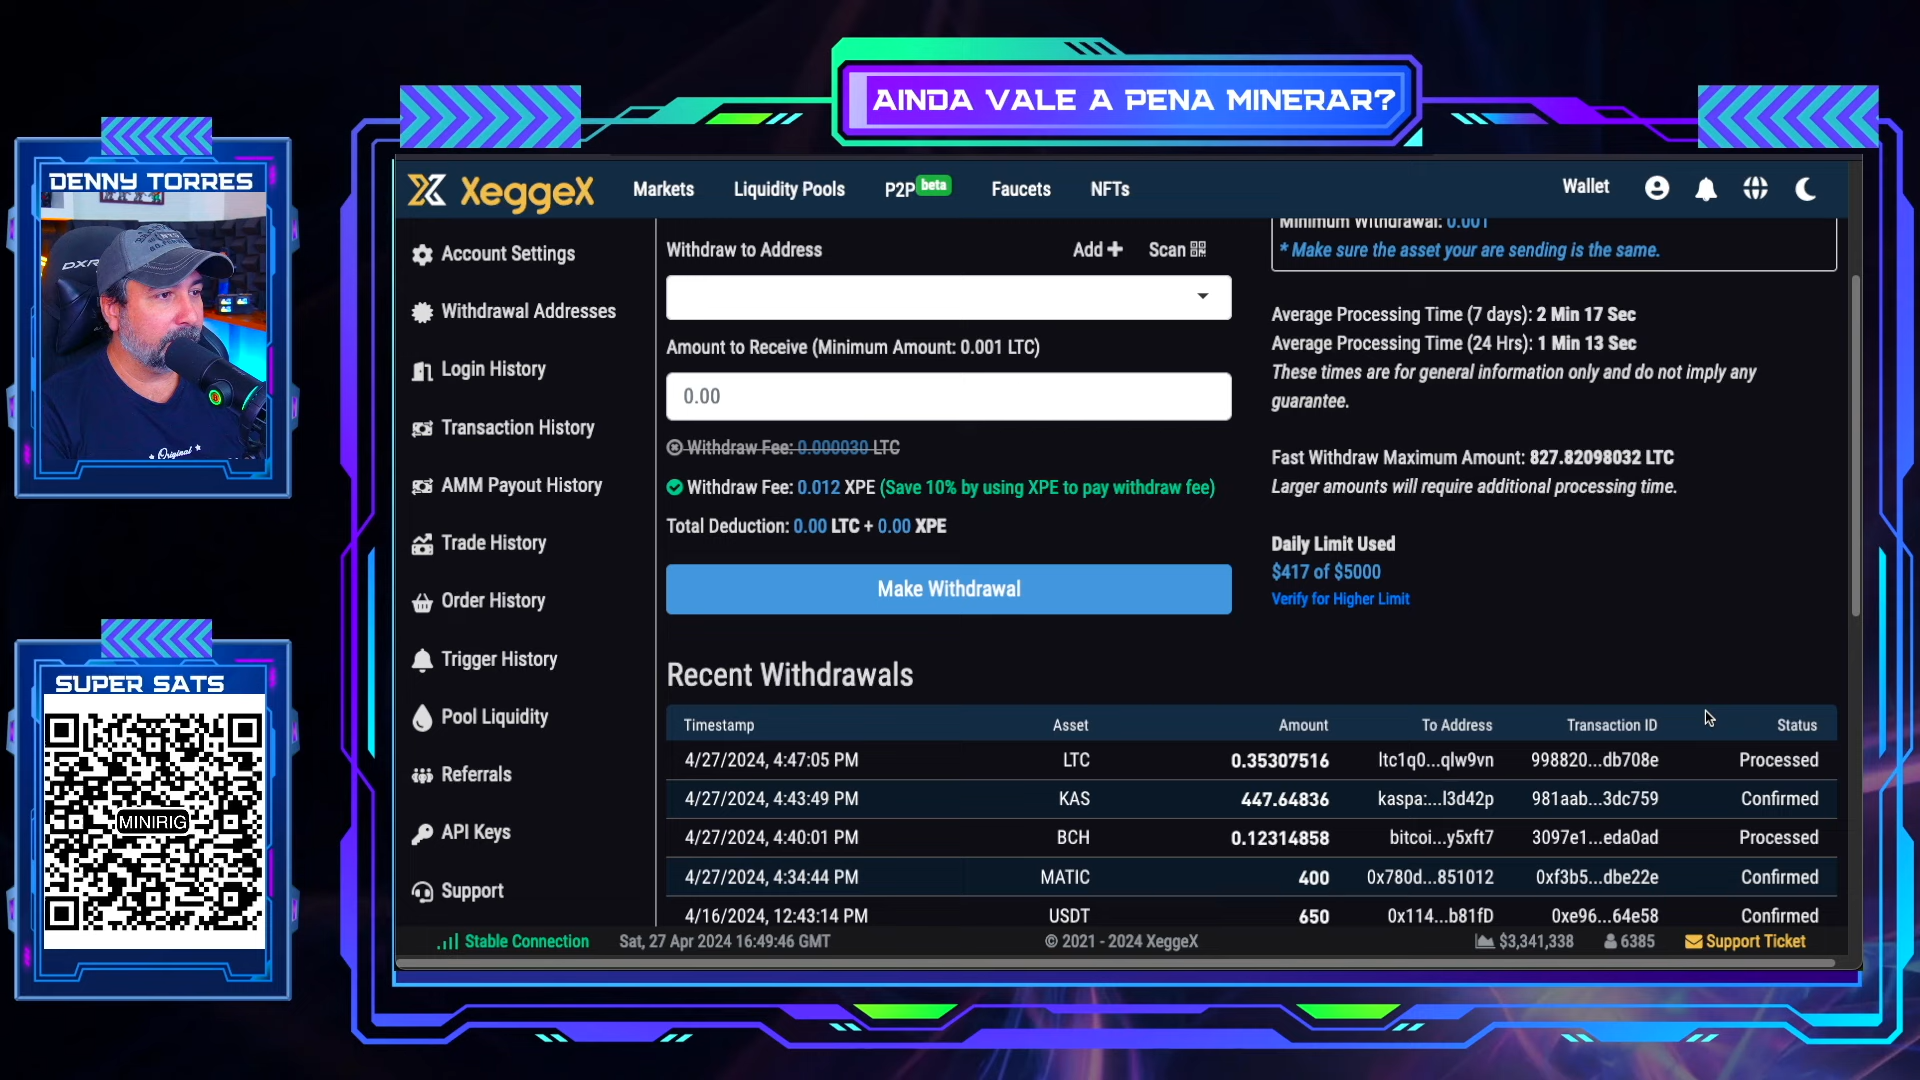 AINDA VALE A PENA MINERAR?
DENNY TORRES
DXR
Original
SUPER SATS
MINIRIG
XeggeX
Markets
Liquidity Pools
P2P beta
Faucets
NFTs
Wallet
Account Settings
Withdrawal Addresses
Login History
Transaction History
AMM Payout History
Trade History
Order History
Trigger History
Pool Liquidity
Referrals
API Keys
Support
Withdraw to Address
Add
Scan
Amount to Receive (Minimum Amount: 0.001 LTC)
0.00
Withdraw Fee: 0.000030 LTC
Withdraw Fee: 0.012 XPE (Save 10% by using XPE to pay withdraw fee)
Total Deduction: 0.00 LTC + 0.00 XPE
Make Withdrawal
Minimum Withdrawal: 0.001
* Make sure the asset your are sending is the same.
Average Processing Time (7 days): 2 Min 17 Sec
Average Processing Time (24 Hrs): 1 Min 13 Sec
These times are for general information only and do not imply any
guarantee.
Fast Withdraw Maximum Amount: 827.82098032 LTC
Larger amounts will require additional processing time.
Daily Limit Used
$417 of $5000
Verify for Higher Limit
Recent Withdrawals
Timestamp Asset Amount To Address Transaction ID Status
4/27/2024, 4:47:05 PM LTC 0.35307516 ltc1q0...qlw9vn 998820...db708e Processed
4/27/2024, 4:43:49 PM KAS 447.64836 kaspa:...l3d42p 981aab...3dc759 Confirmed
4/27/2024, 4:40:01 PM BCH 0.12314858 bitcoi...y5xft7 3097e1...eda0ad Processed
4/27/2024, 4:34:44 PM MATIC 400 0x780d...851012 0xf3b5...dbe22e Confirmed
4/16/2024, 12:43:14 PM USDT 650 0x114...b81fD 0xe96...64e58 Confirmed
Stable Connection
Sat, 27 Apr 2024 16:49:46 GMT
© 2021 - 2024 XeggeX
$3,341,338
6385
Support Ticket